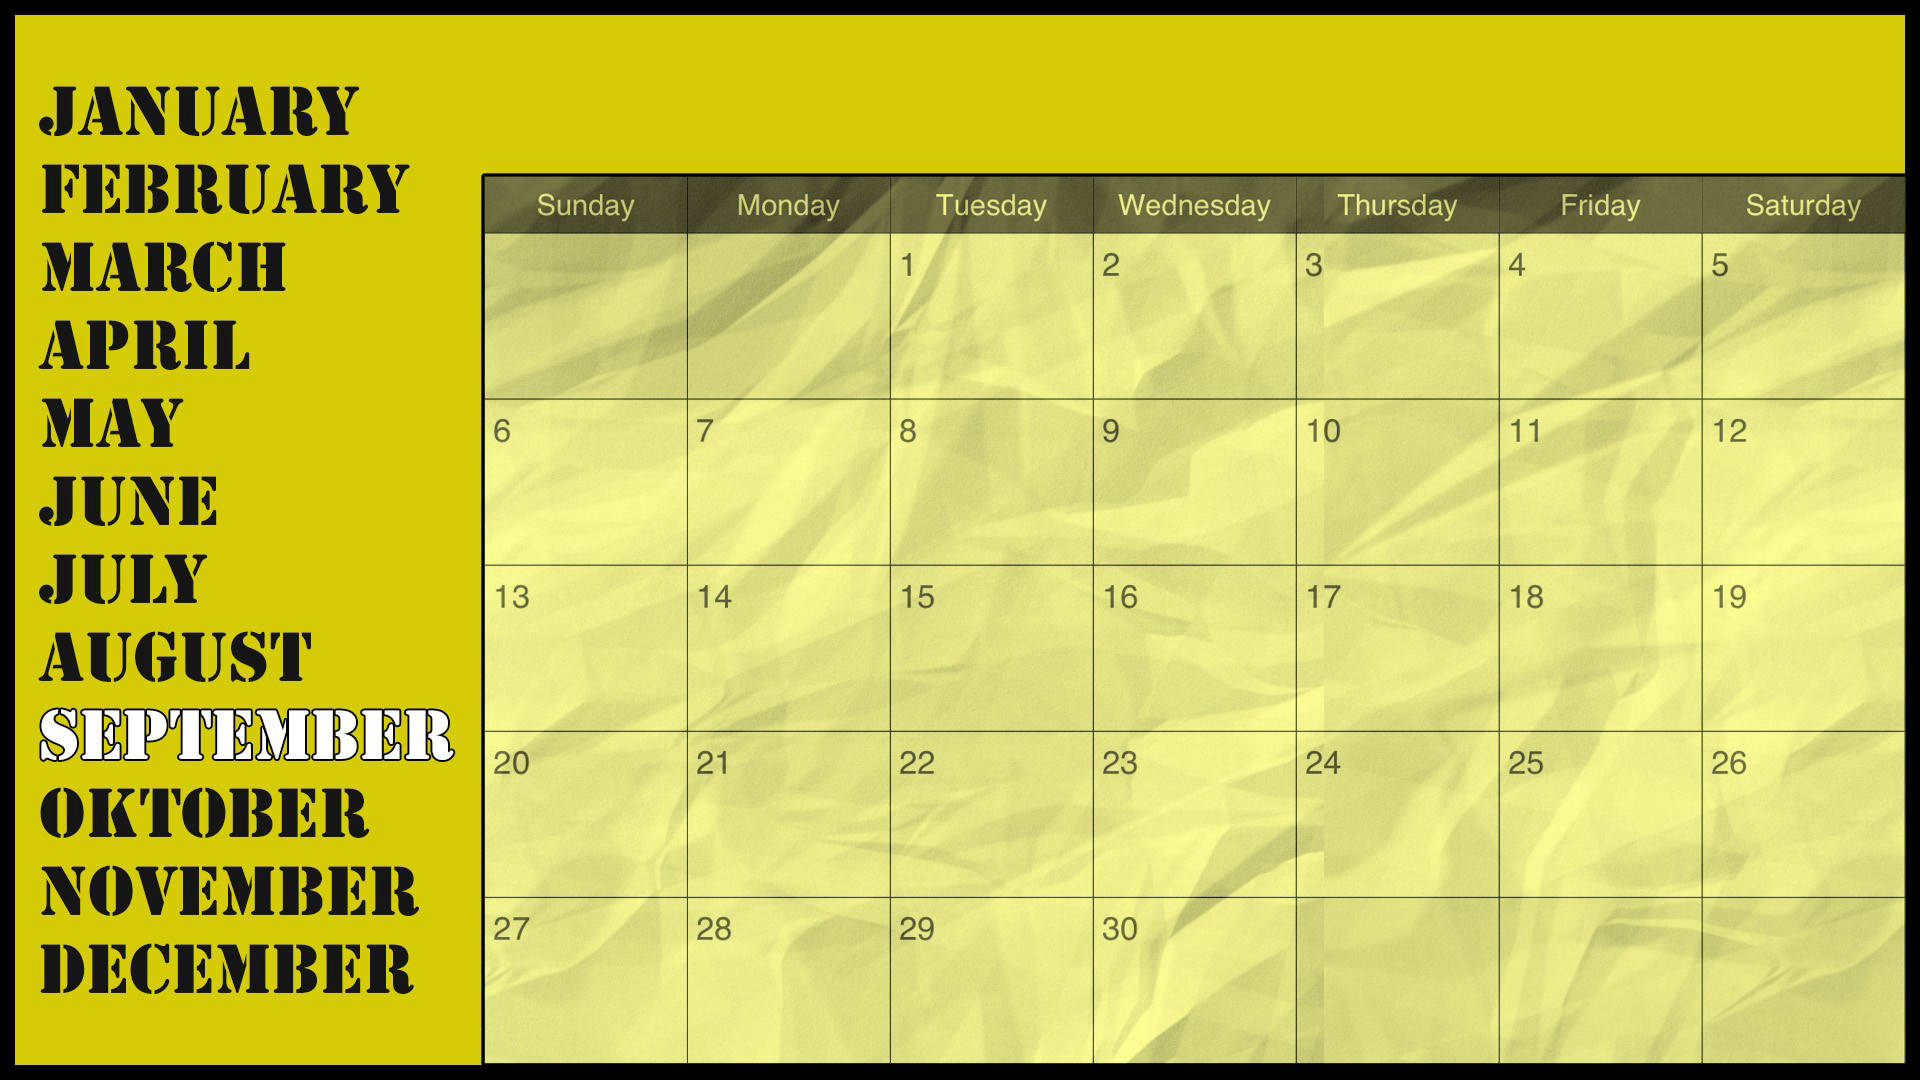 JANUARY
FEBRUARY
MARCH
APRIL
MAY
JUNE
JULY
AUGUST
SEPTEMBER
OKTOBER
NOVEMBER
DECEMBER
Sunday Monday Tuesday Wednesday Thursday Friday Saturday
1 2 3 4 5
6 7 8 9 10 11 12
13 14 15 16 17 18 19
20 21 22 23 24 25 26
27 28 29 30